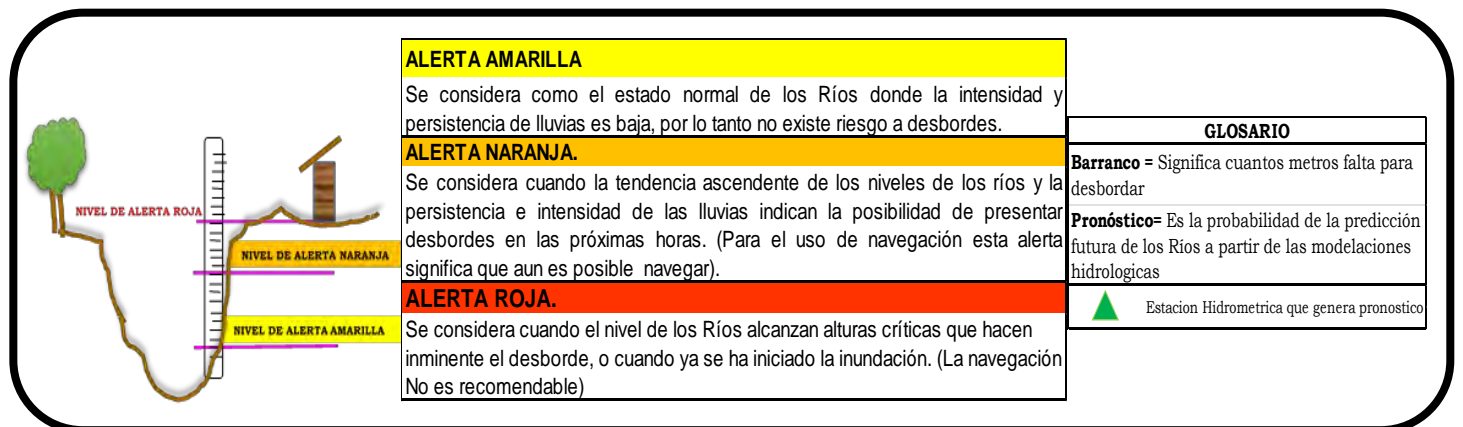 NIVEL DE ALERTA ROJA
NIVEL DE ALERTA NARANJA
NIVEL DE ALERTA AMARILLA
ALERTA AMARILLA
Se considera como el estado normal de los Ríos donde la intensidad y
persistencia de lluvias es baja, por lo tanto no existe riesgo a desbordes.
ALERTA NARANJA.
Se considera cuando la tendencia ascendente de los niveles de los ríos y la
persistencia e intensidad de las lluvias indican la posibilidad de presentar
desbordes en las próximas horas. (Para el uso de navegación esta alerta
significa que aun es posible navegar).
ALERTA ROJA.
Se considera cuando el nivel de los Ríos alcanzan alturas críticas que hacen
inminente el desborde, o cuando ya se ha iniciado la inundación. (La navegación
No es recomendable)
GLOSARIO
Barranco = Significa cuantos metros falta para
desbordar
Pronóstico= Es la probabilidad de la predicción
futura de los Ríos a partir de las modelaciones
hidrologicas
Estacion Hidrometrica que genera pronostico